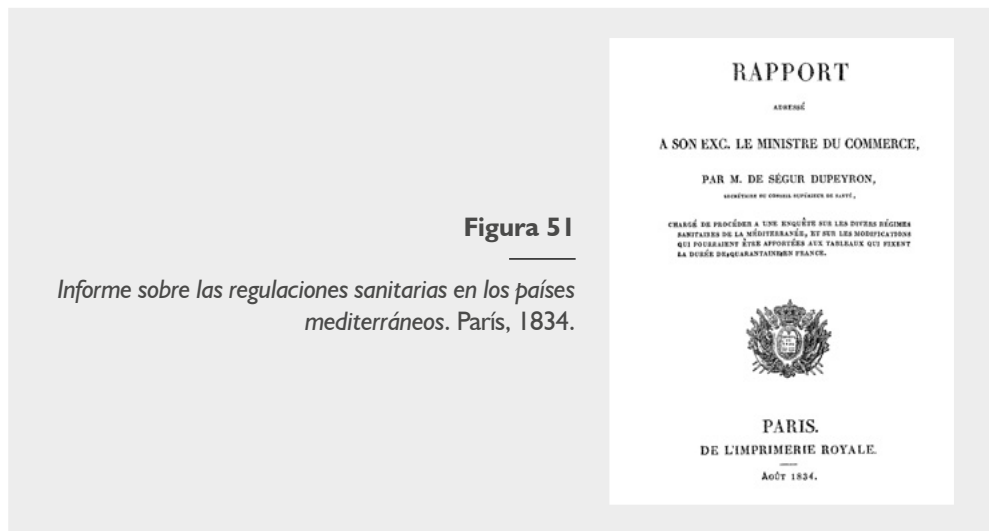 Figura 51
Informe sobre las regulaciones sanitarias en los países
mediterráneos. París, 1834.
RAPPORT
ADRESSÉ
A SON EXC. LE MINISTRE DU COMMERCE,
PAR M. DE SÉGUR DUPEYRON,
SECRÉTAIRE DU CONSEIL SUPÉRIEUR DE SANTÉ,
CHARGÉ DE PROCÉDER A UNE ENQUÊTE SUR LES DIVERS RÉGIMES
SANITAIRES DE LA MÉDITERRANÉE, ET SUR LES MODIFICATIONS
QUI POURRAIENT ÊTRE APPORTÉES AUX TABLEAUX QUI FIXENT
LA DURÉE DE QUARANTAINE EN FRANCE.
PARIS.
DE L'IMPRIMERIE ROYALE.
AOÛT 1834.